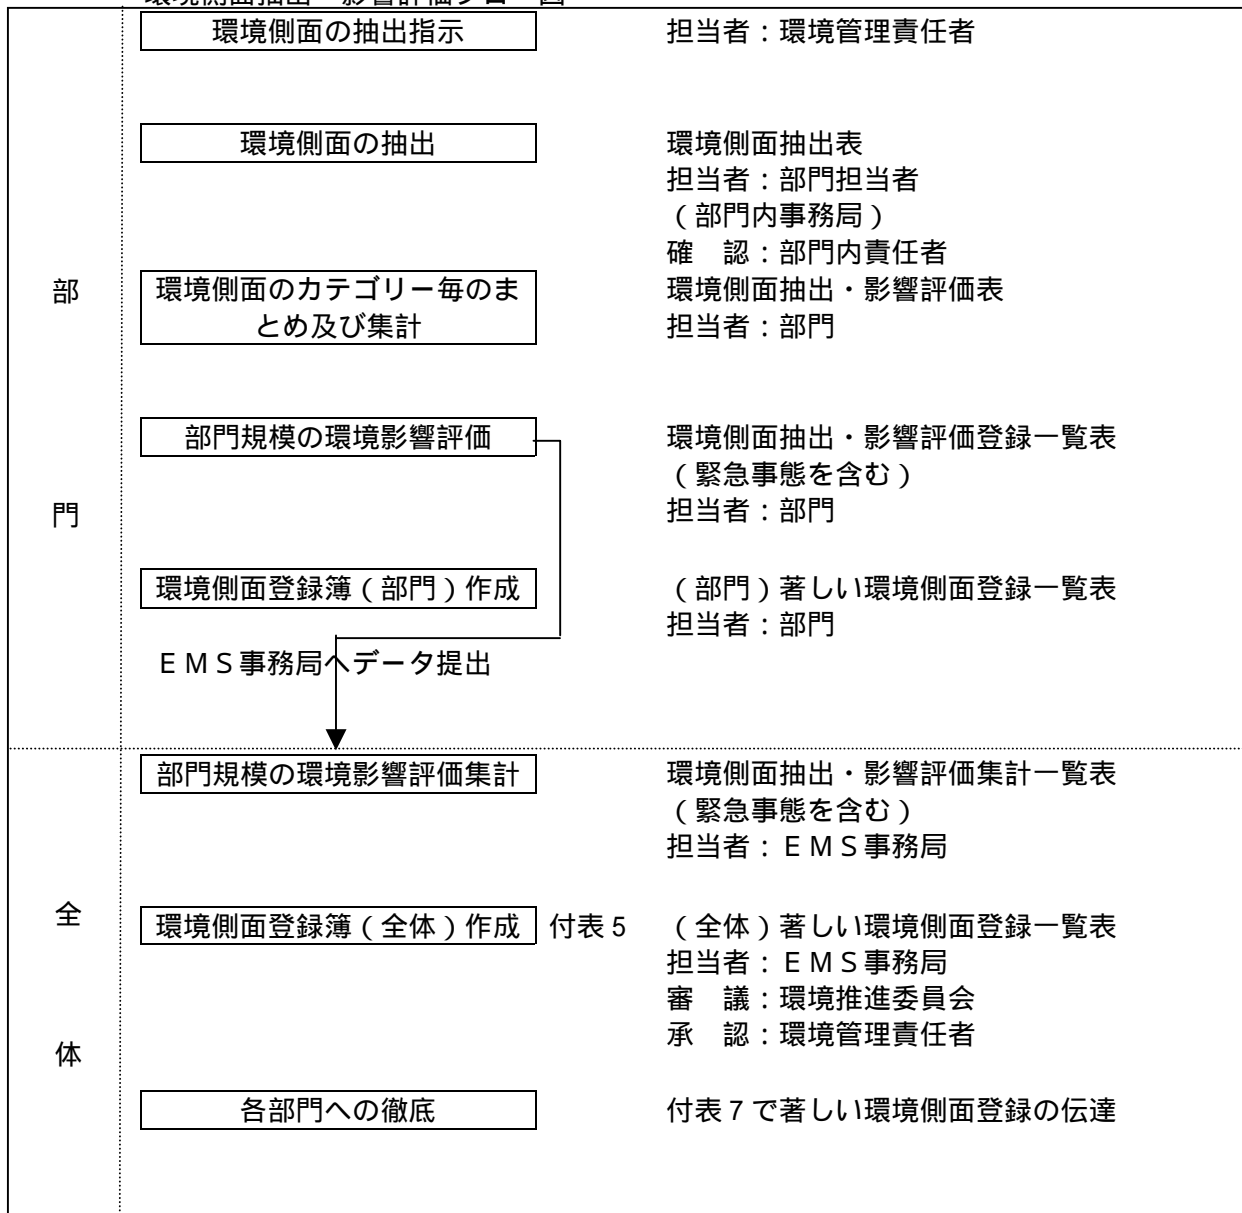 環境側面の抽出指示　担当者：環境管理責任者
環境側面の抽出　環境側面抽出表
担当者：部門担当者
（部門内事務局）
確　認：部門内責任者
部
門
環境側面のカテゴリー毎のま
とめ及び集計
環境側面抽出・影響評価表
担当者：部門
部門規模の環境影響評価　環境側面抽出・影響評価登録一覧表
（緊急事態を含む）
担当者：部門
環境側面登録簿（部門）作成　（部門）著しい環境側面登録一覧表
担当者：部門
ＥＭＳ事務局へデータ提出
部門規模の環境影響評価集計　環境側面抽出・影響評価集計一覧表
（緊急事態を含む）
担当者：ＥＭＳ事務局
全
体
環境側面登録簿（全体）作成　付表５　（全体）著しい環境側面登録一覧表
担当者：ＥＭＳ事務局
審　議：環境推進委員会
承　認：環境管理責任者
各部門への徹底　付表７で著しい環境側面登録の伝達